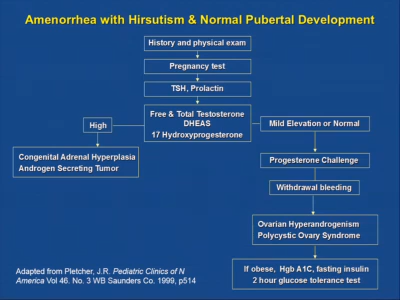 Amenorrhea with Hirsutism & Normal Pubertal Development
History and physical exam
Pregnancy test
TSH, Prolactin
Free & Total Testosterone
DHEAS
17 Hydroxyprogesterone
High
Mild Elevation or Normal
Congenital Adrenal Hyperplasia
Androgen Secreting Tumor
Progesterone Challenge
Withdrawal bleeding
Ovarian Hyperandrogenism
Polycystic Ovary Syndrome
If obese, Hgb A1C, fasting insulin
2 hour glucose tolerance test
Adapted from Pletcher, J.R. Pediatric Clinics of N
America Vol 46. No. 3 WB Saunders Co. 1999, p514